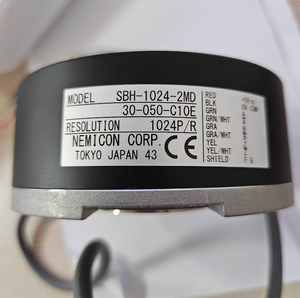 MODEL SBH-1024-2MD
30-050-C10E
RESOLUTION 1024P/R
NEMICON CORP.
TOKYO JAPAN 43 CE
RED
BLK
GRN
GRN/WHT
GRA
GRA/WHT
YEL
YEL/WHT
SHIELD